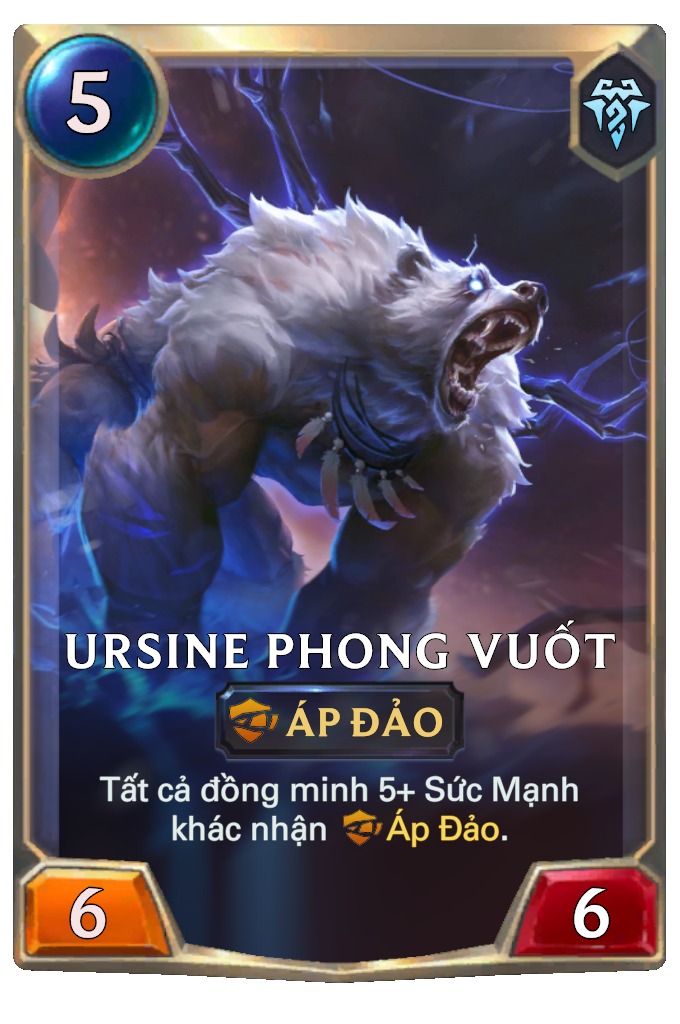 5
URSINE PHONG VUỐT
ÁP ĐẢO
Tất cả đồng minh 5+ Sức Mạnh
khác nhận Áp Đảo.
6
6